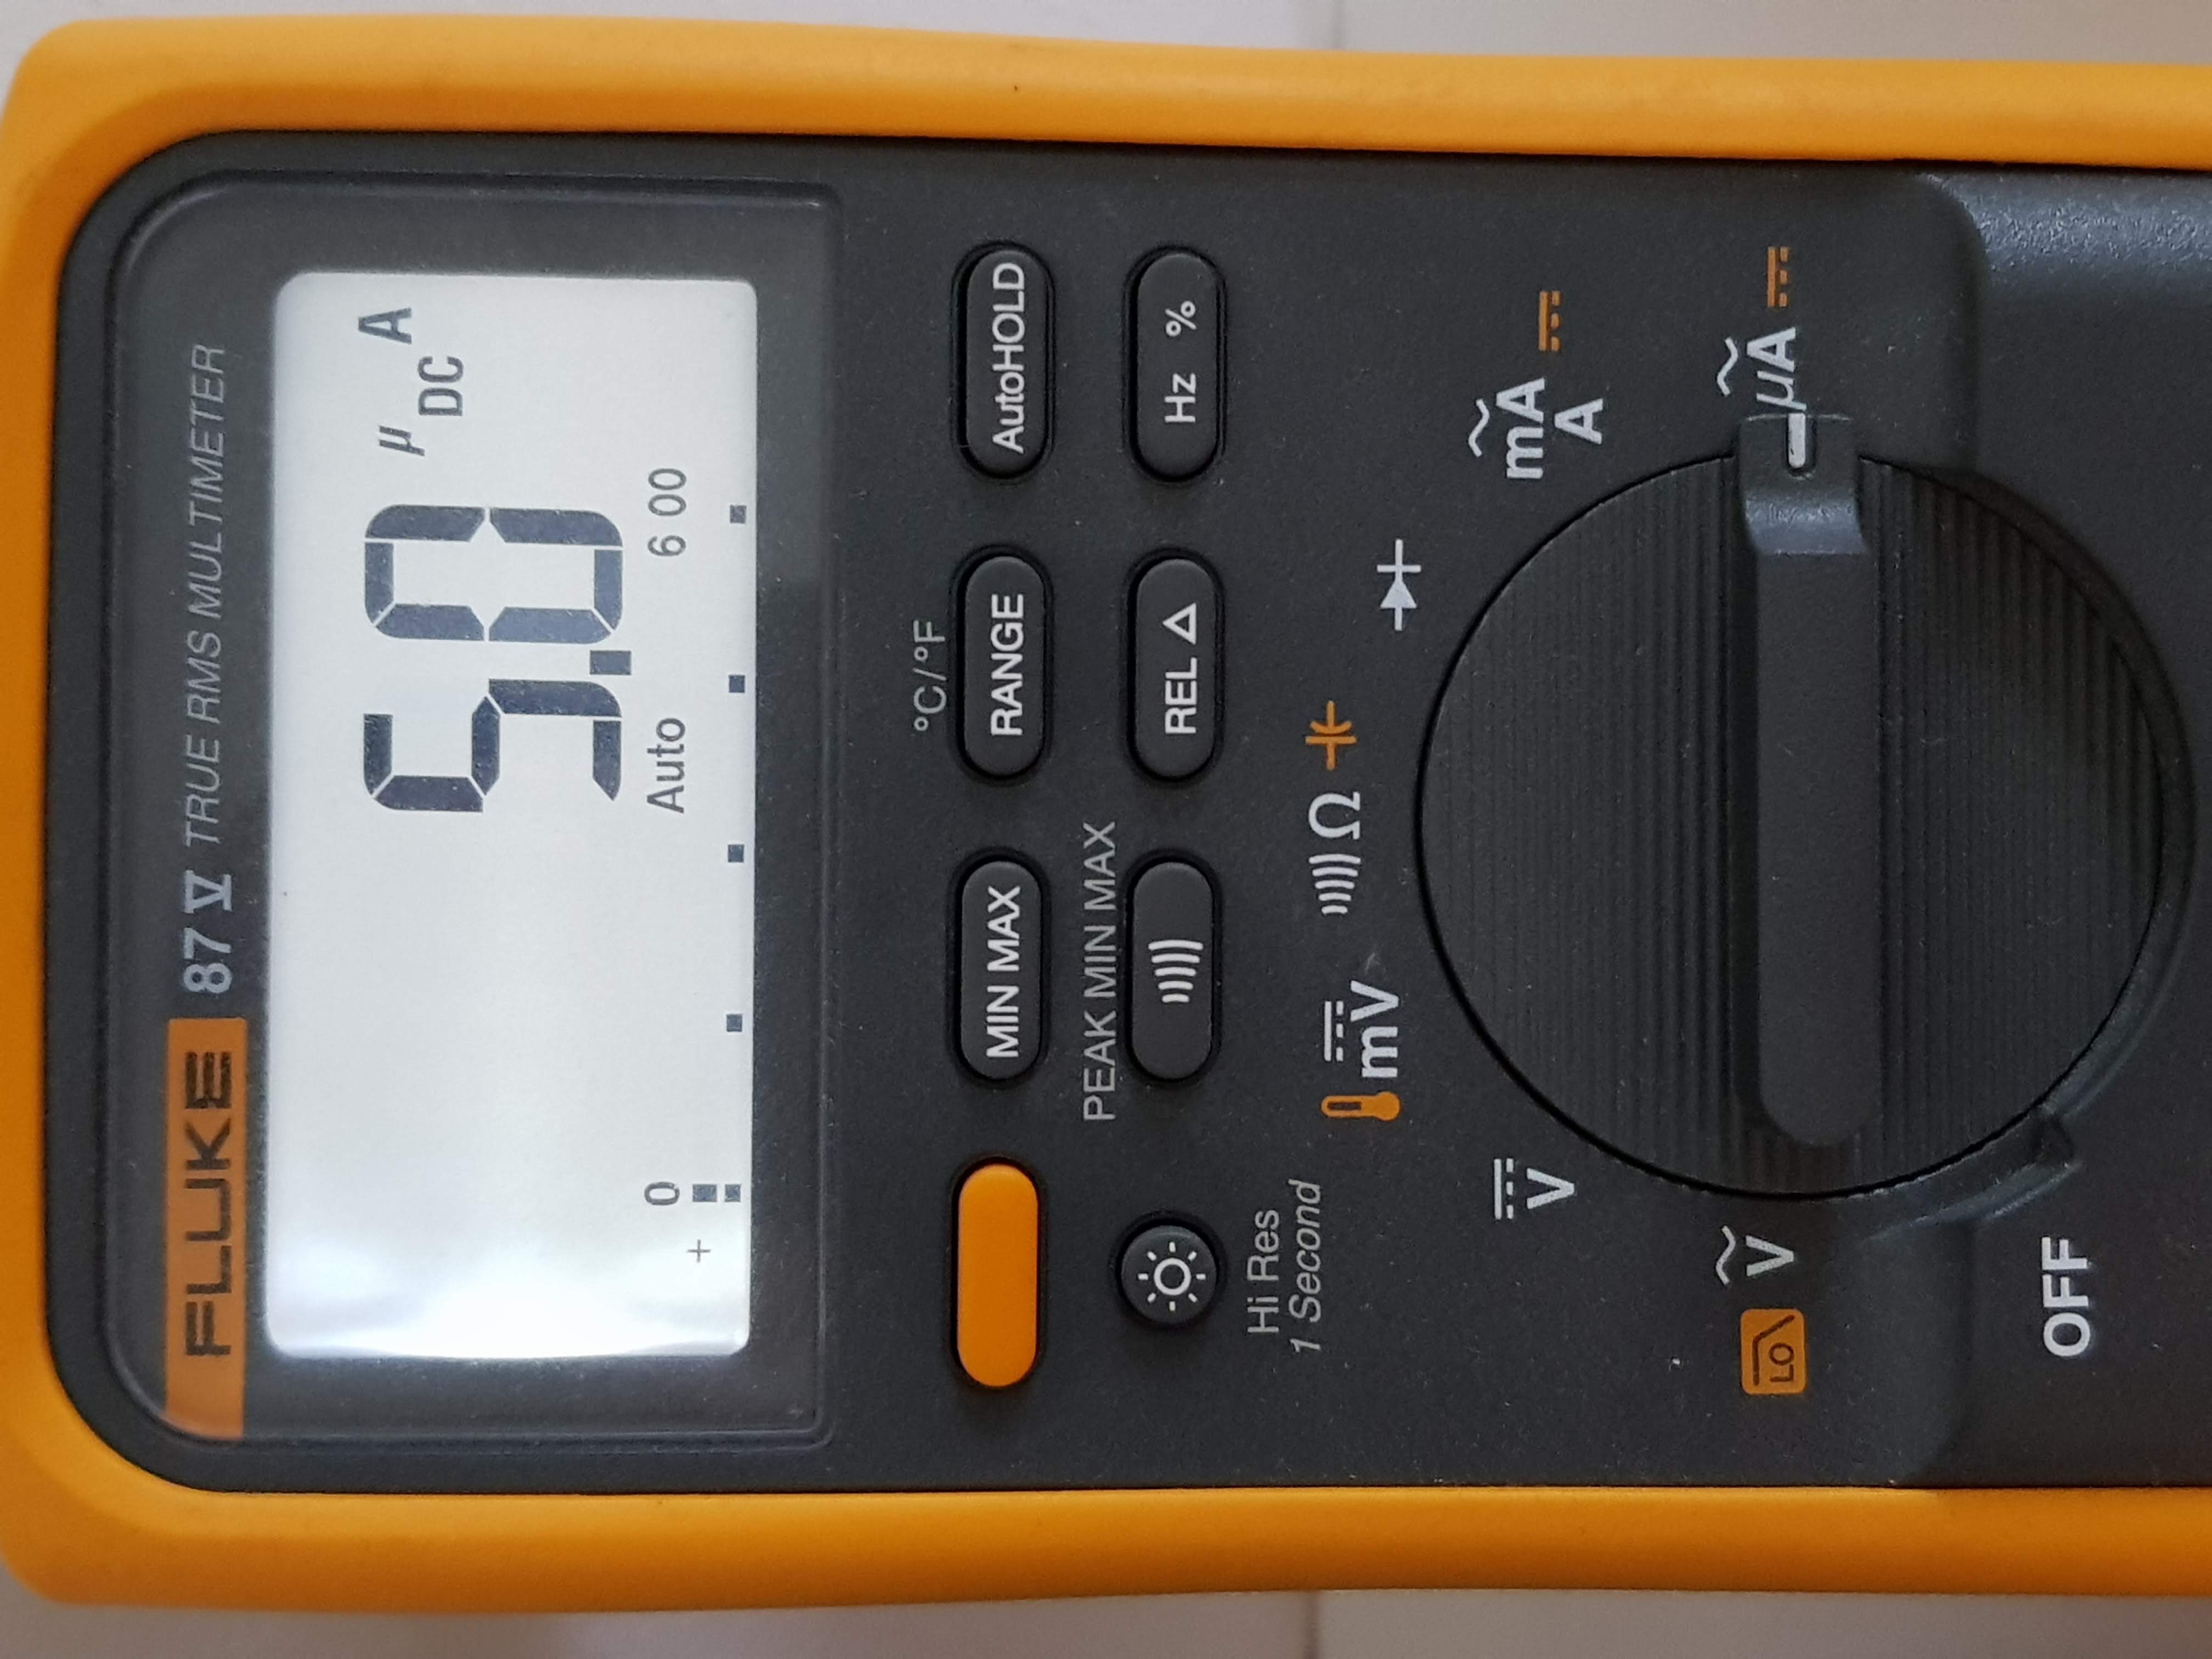 FLUKE 87 V TRUE RMS MULTIMETER
5.0 µ DC A
0 Auto 6 00
+
°C/°F
MIN MAX RANGE AutoHOLD
PEAK MIN MAX
REL △ Hz %
Hi Res
1 Second
mV Ω
V mA
A
LO V µA
OFF